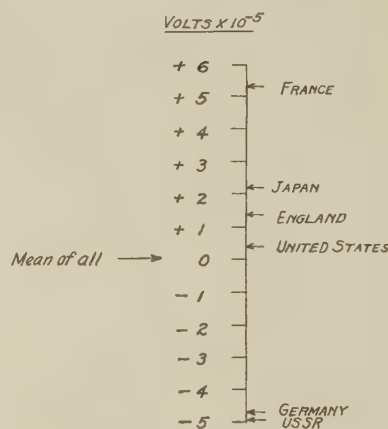 VOLTS X 10⁻⁵
+ 6
FRANCE
+ 5
+ 4
+ 3
JAPAN
+ 2
ENGLAND
+ 1
UNITED STATES
Mean of all
0
- 1
- 2
- 3
- 4
GERMANY
- 5
USSR